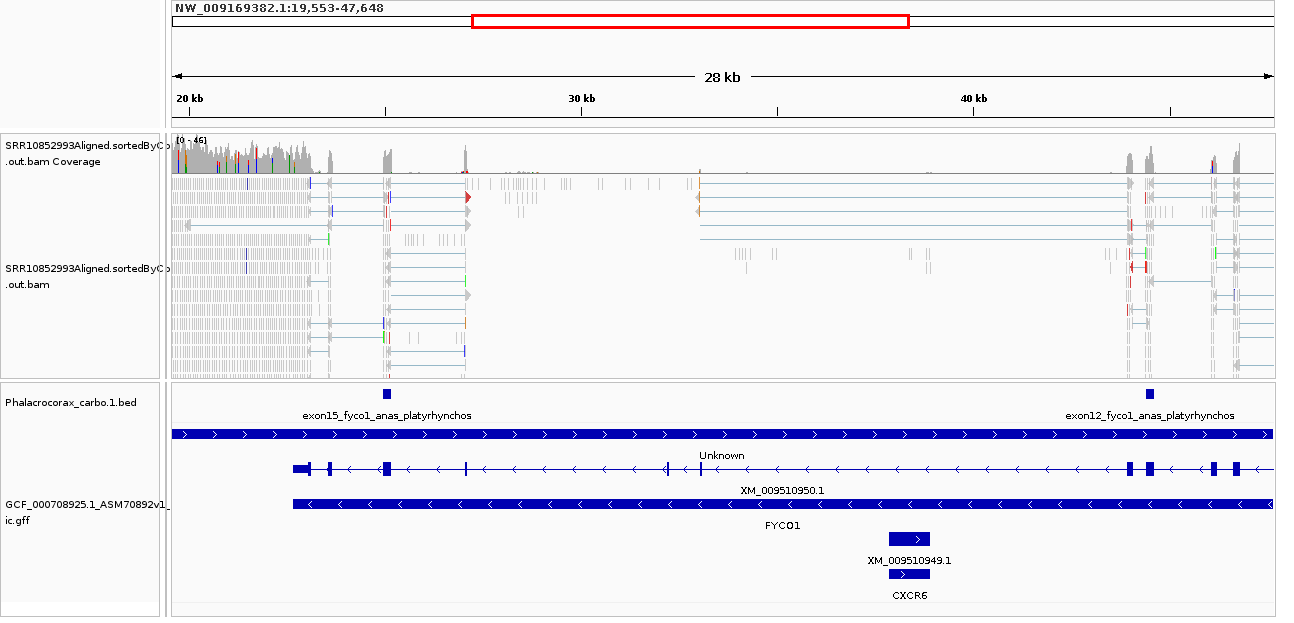 NW_009169382.1:19,553-47,648
28 kb
20 kb
30 kb
40 kb
SRR10852993Aligned.sortedByCo
.out.bam Coverage
[0 - 46]
SRR10852993Aligned.sortedByCo
.out.bam
Phalacrocorax_carbo.1.bed
exon15_fyco1_anas_platyrhynchos
exon12_fyco1_anas_platyrhynchos
Unknown
XM_009510950.1
GCF_000708925.1_ASM70892v1_
ic.gff
FYCO1
XM_009510949.1
CXCR6